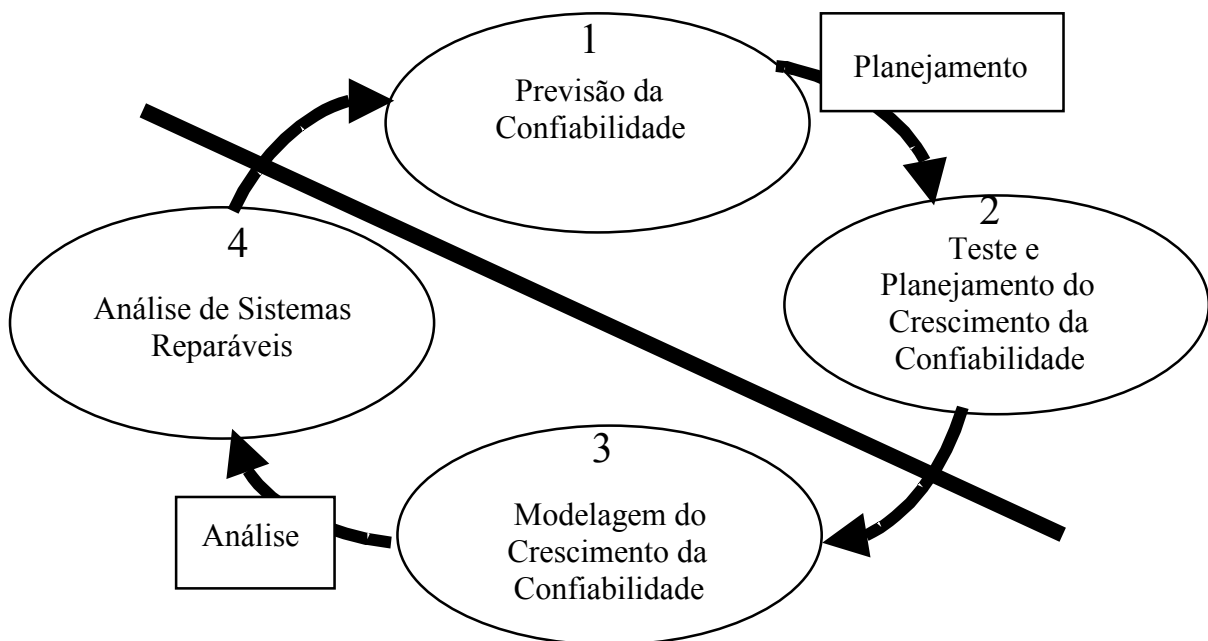 1
Previsão da
Confiabilidade
Planejamento
2
Teste e
Planejamento do
Crescimento da
Confiabilidade
3
Modelagem do
Crescimento da
Confiabilidade
Análise
4
Análise de Sistemas
Reparáveis